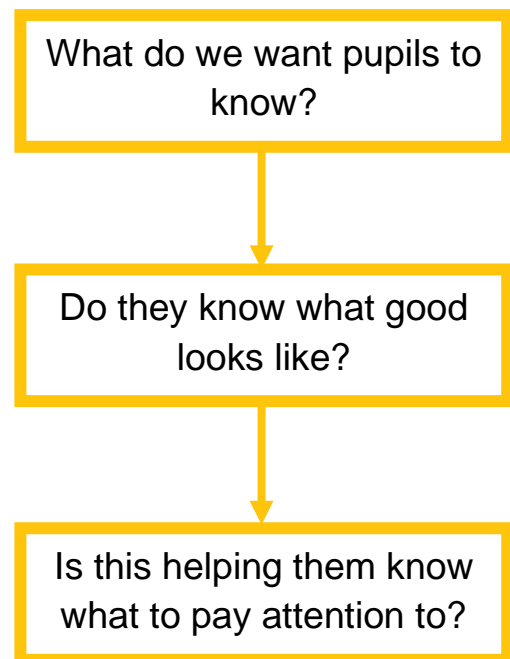 What do we want pupils to
know?
Do they know what good
looks like?
Is this helping them know
what to pay attention to?